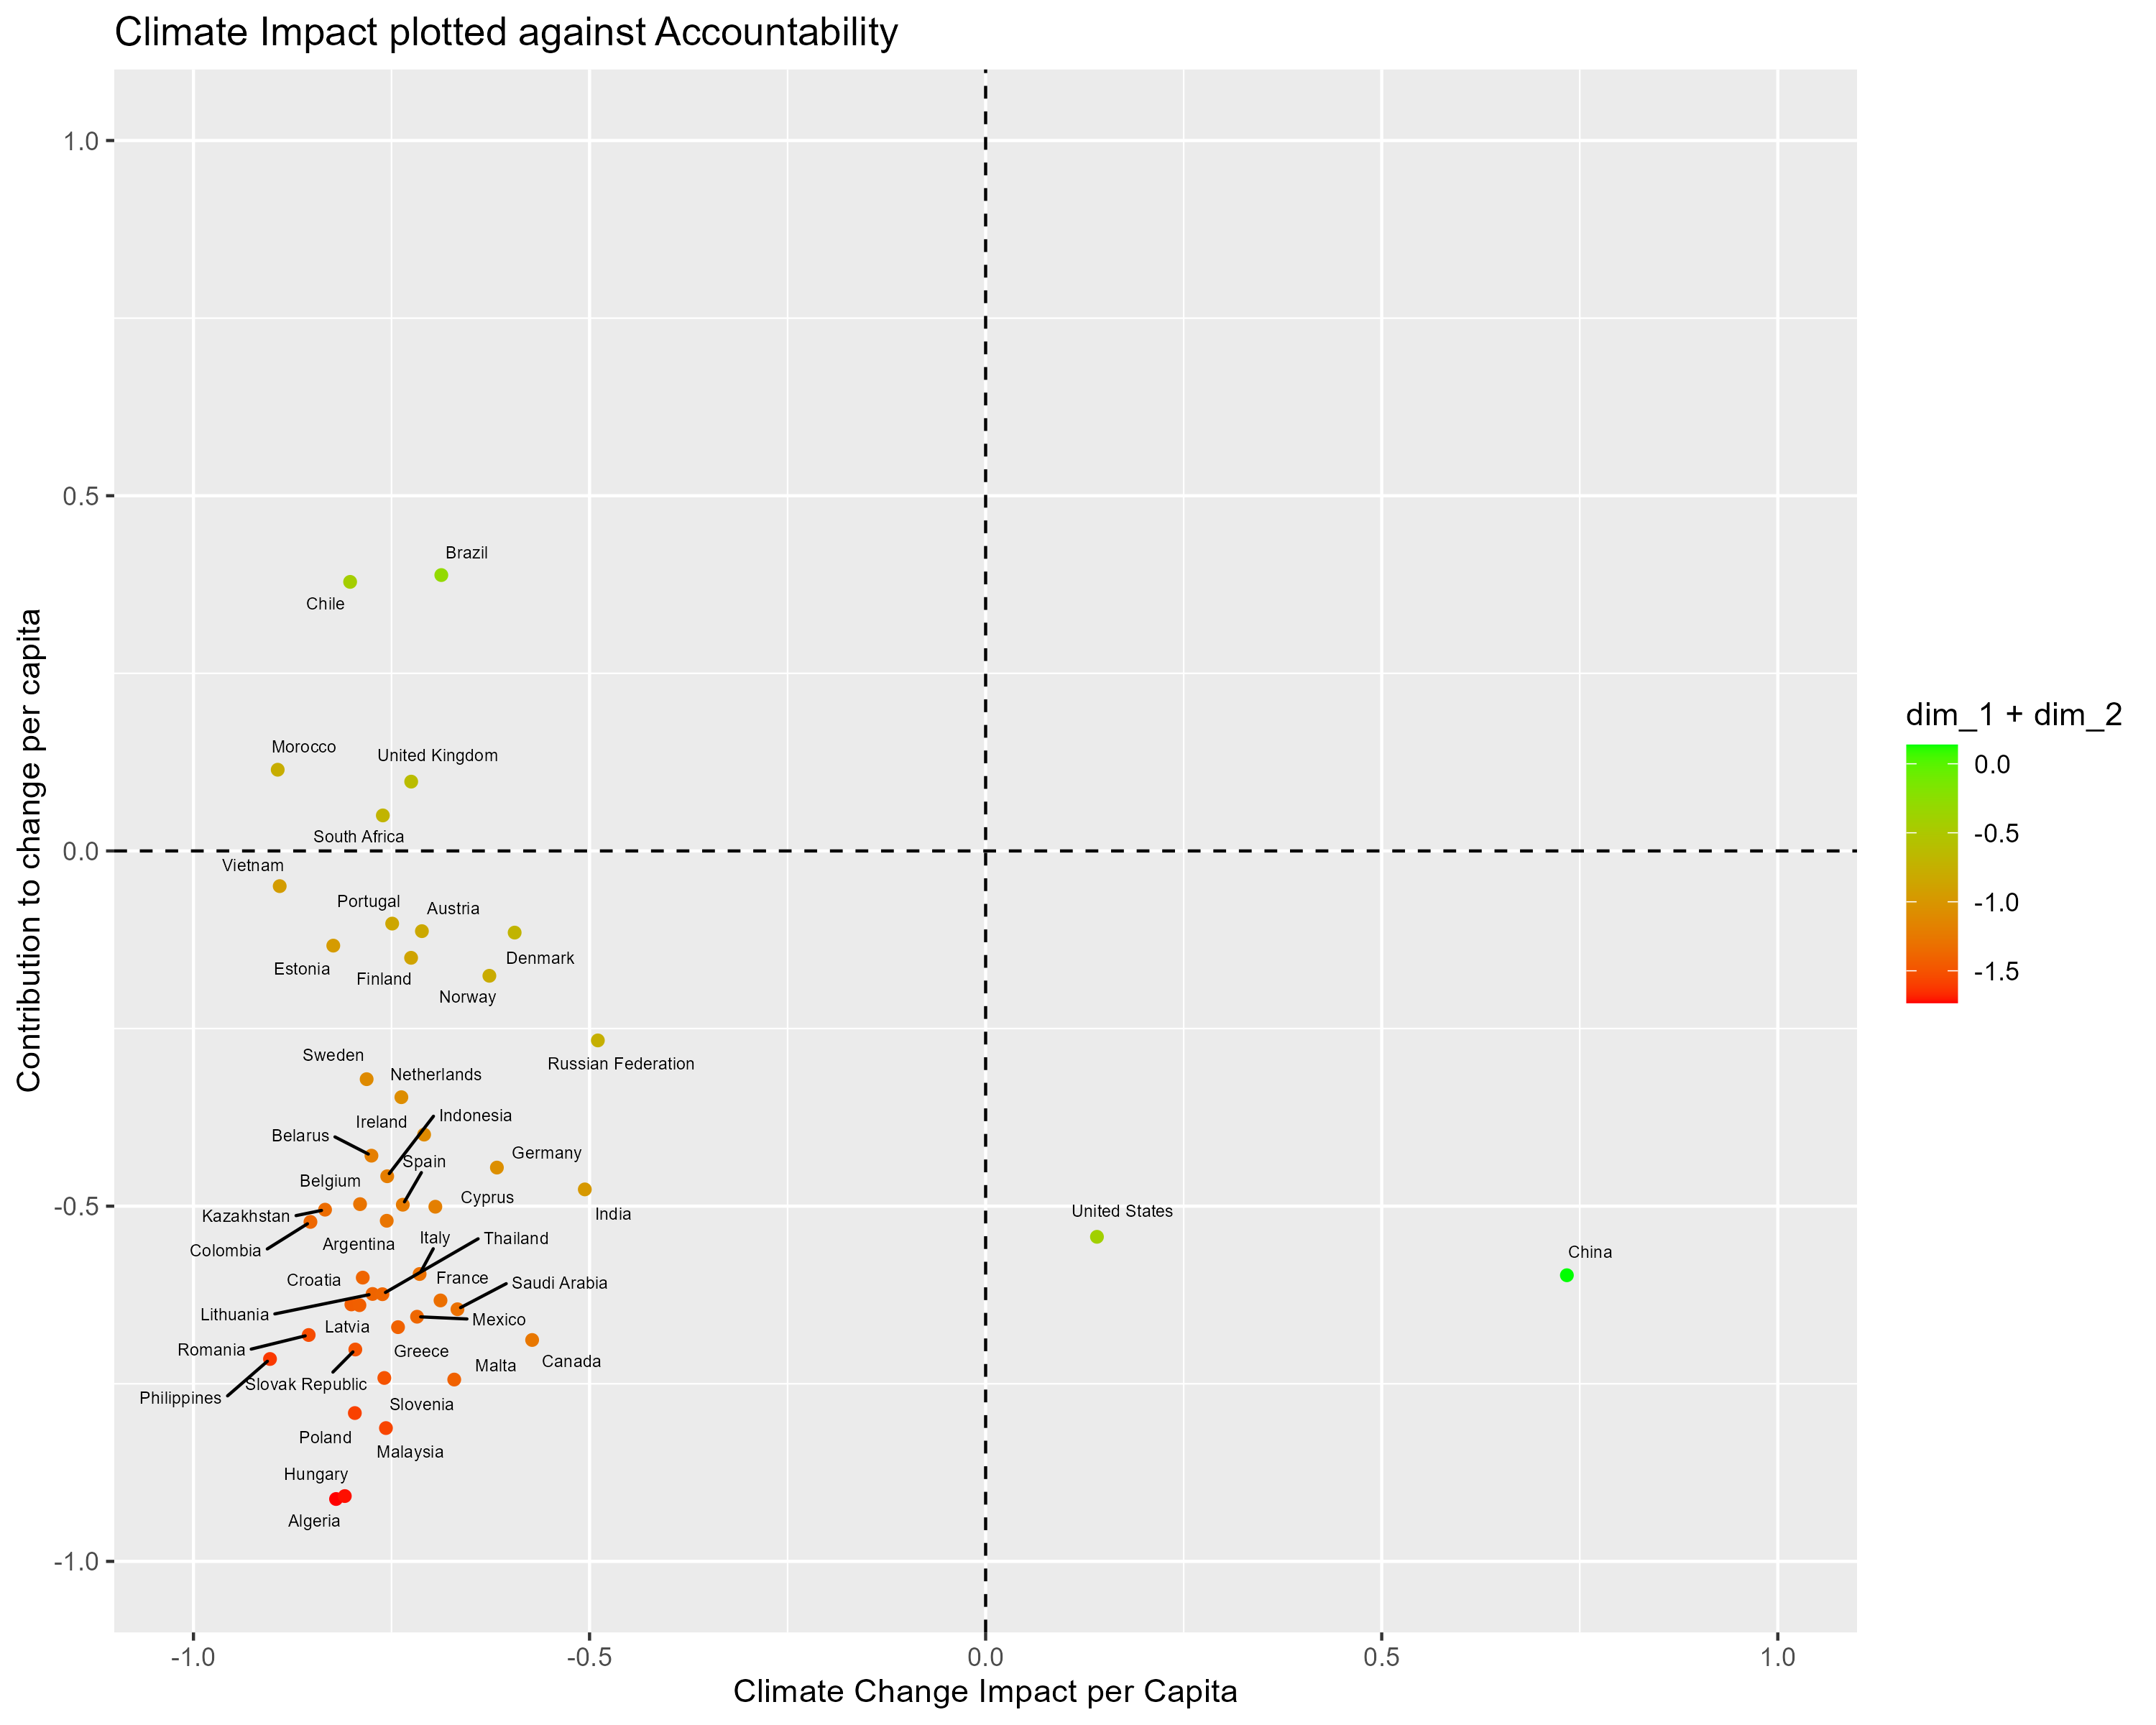 Climate Impact plotted against Accountability
Contribution to change per capita
1.0
0.5
0.0
-0.5
-1.0
Brazil
Chile
Morocco
United Kingdom
South Africa
Vietnam
Portugal
Austria
Estonia
Finland
Denmark
Norway
Russian Federation
Sweden
Netherlands
Ireland
Indonesia
Belarus
Spain
Germany
Belgium
Cyprus
Kazakhstan
India
United States
Colombia
Argentina
Italy
Thailand
China
Croatia
France
Saudi Arabia
Lithuania
Latvia
Mexico
Romania
Greece
Malta
Canada
Slovak Republic
Philippines
Slovenia
Poland
Malaysia
Hungary
Algeria
-1.0
-0.5
0.0
0.5
1.0
Climate Change Impact per Capita
dim_1 + dim_2
0.0
-0.5
-1.0
-1.5